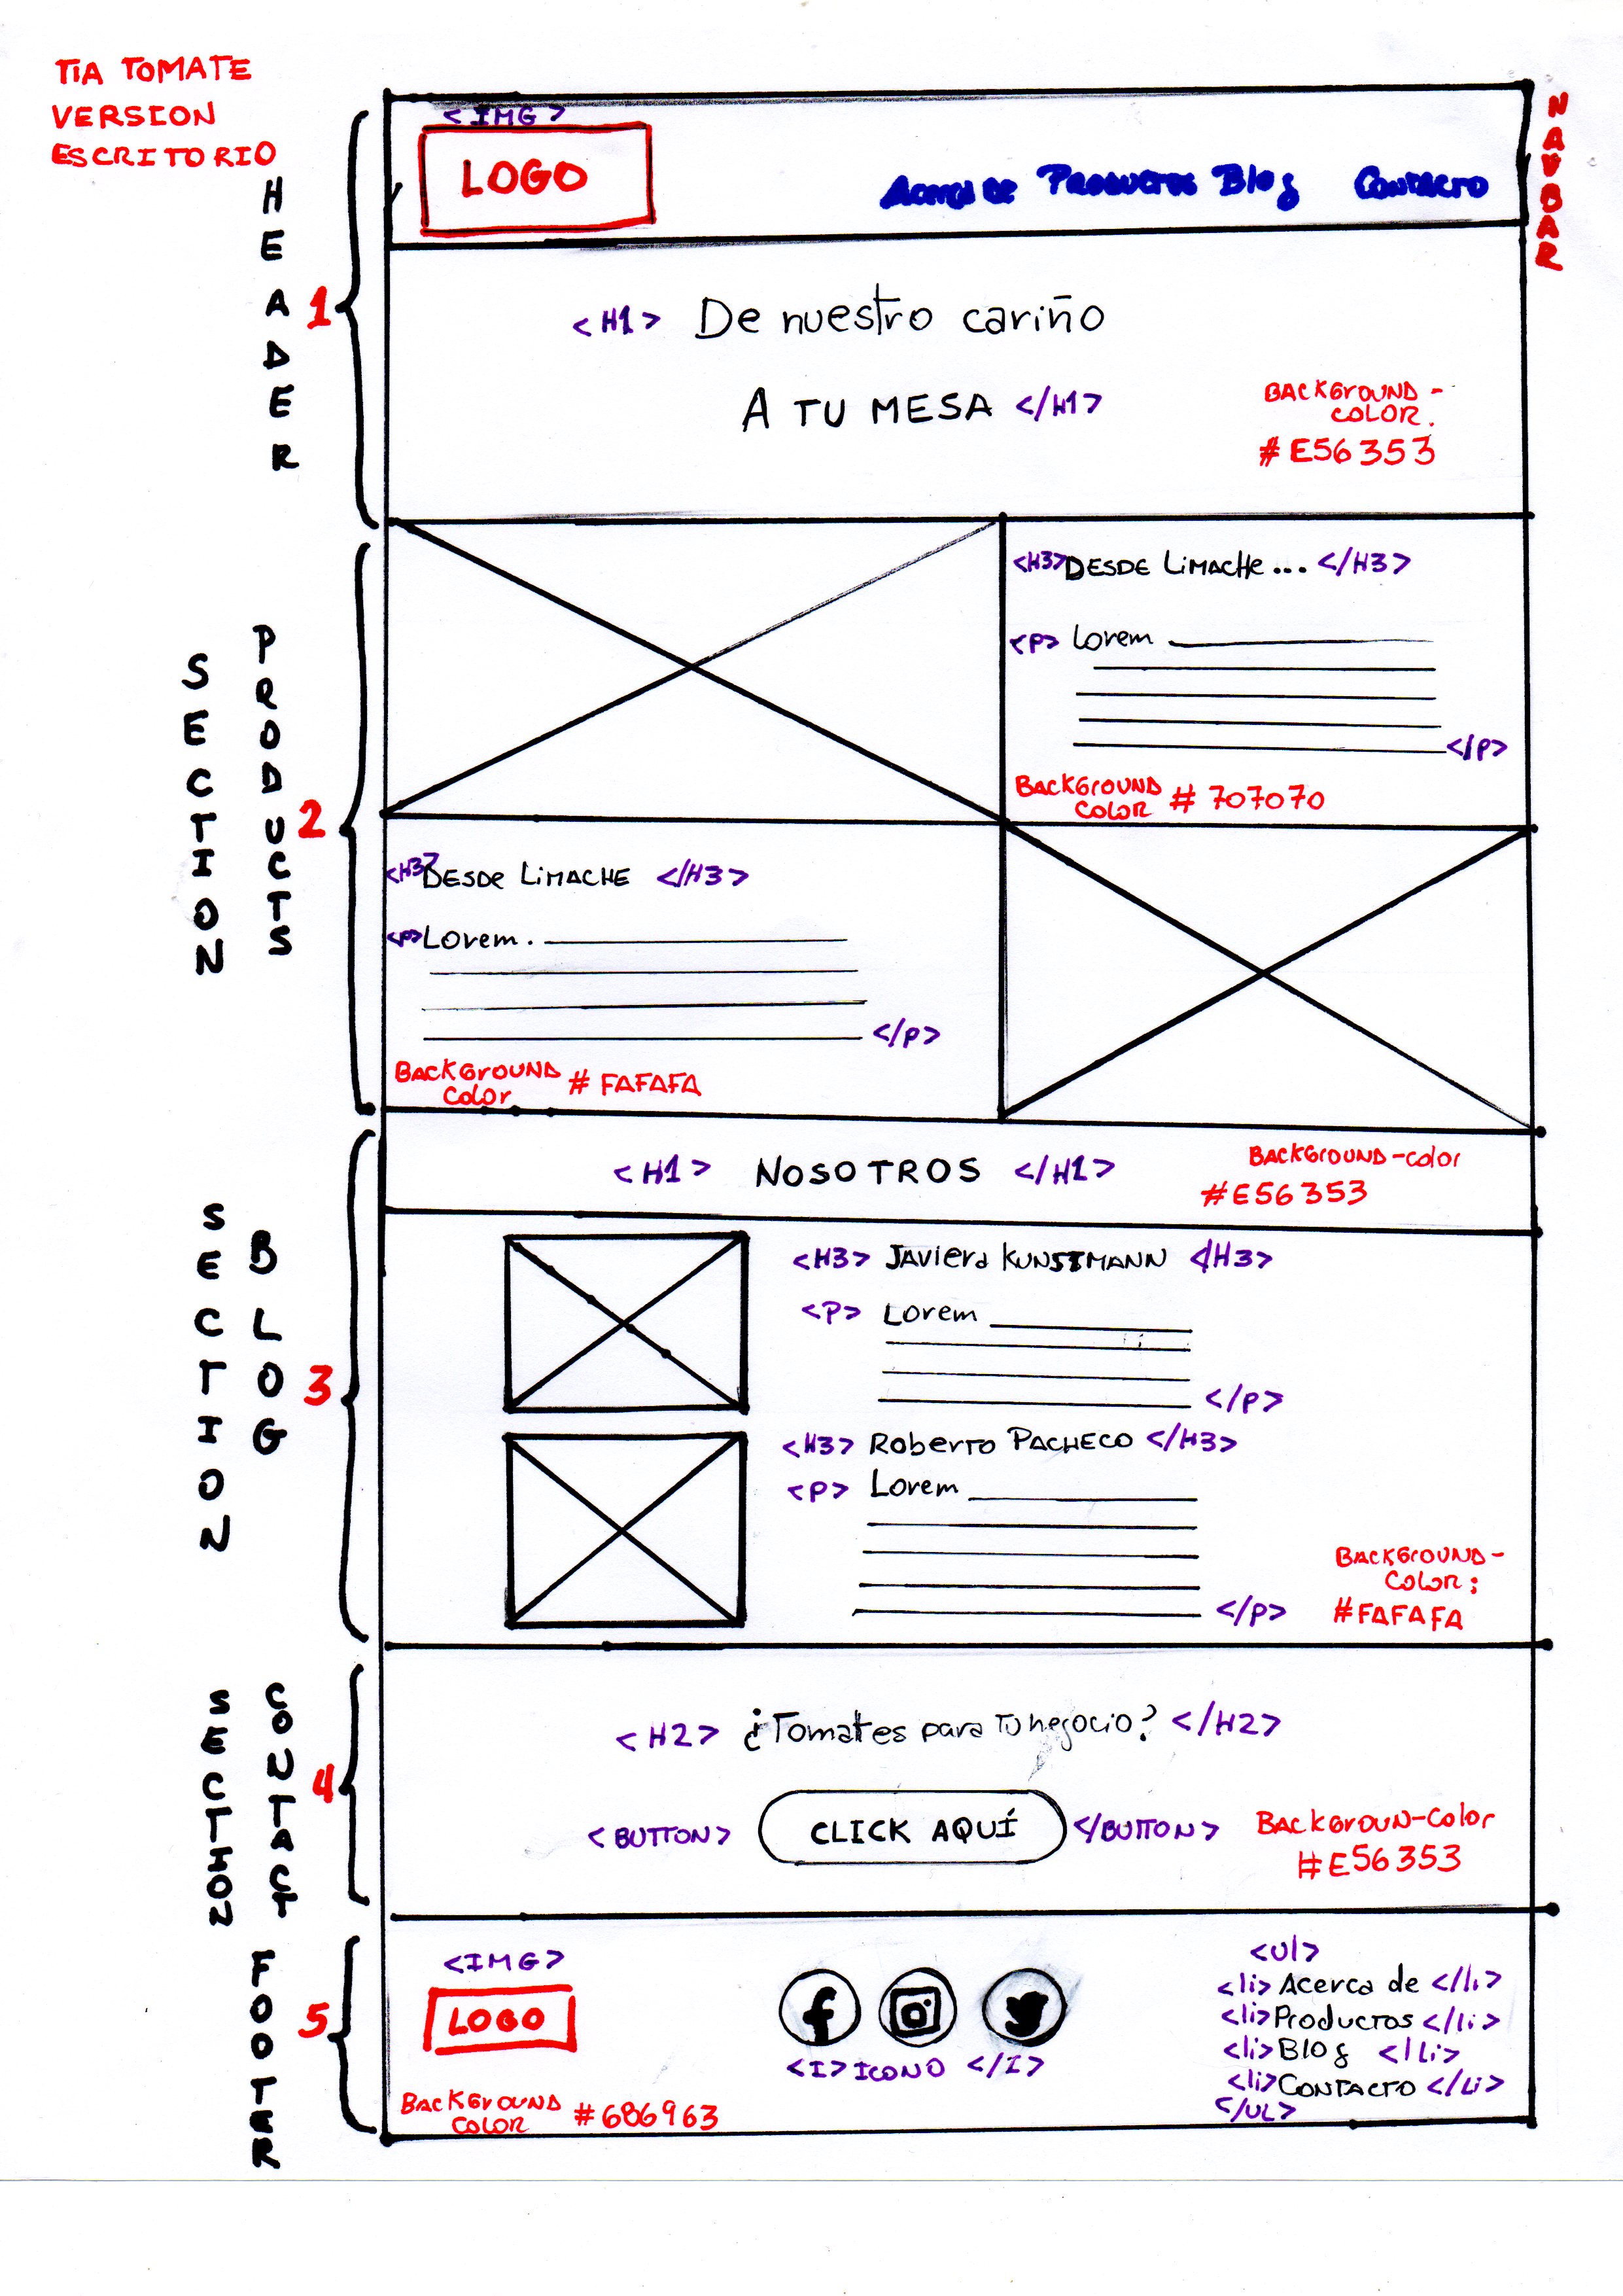 TIA TOMATE
VERSION
ESCRITORIO
HEADER
1
NAVBAR
<IMG>
LOGO
Acerca de Productos Blog Contacto
<H1> De nuestro cariño
A TU MESA </H1>
BACKGROUND-
COLOR.
#E56353
SECTION
PRODUCTS
2
<H3>DESDE LIMACHE... </H3>
<P> Lorem
</P>
BACKGROUND
COLOR #707070
<H3>DESDE LIMACHE </H3>
<P>Lorem.
</P>
BACKGROUND
Color #FAFAFA
SECTION
BLOG
3
<H1> NOSOTROS </H1>
BACKGROUND-color
#E56353
<H3> JAViera KUNSTMANN </H3>
<P> Lorem
</P>
<H3> Roberto PACHECO </H3>
<P> Lorem
</P>
BACKGROUND-
COLOR:
#FAFAFA
SECTION
CONTACT
4
<H2> ¿Tomates para Tu negocio? </H2>
<BUTTON> CLICK AQUÍ </BUTTON>
BACKGROUN-Color
#E56353
FOOTER
5
<IMG>
LOGO
BACKGROUND
COLOR #686963
<I> ICONO </I>
<ul>
<li> Acerca de </li>
<li> Productos </li>
<li> Blog </Li>
<li> CONTACTO </Li>
</UL>